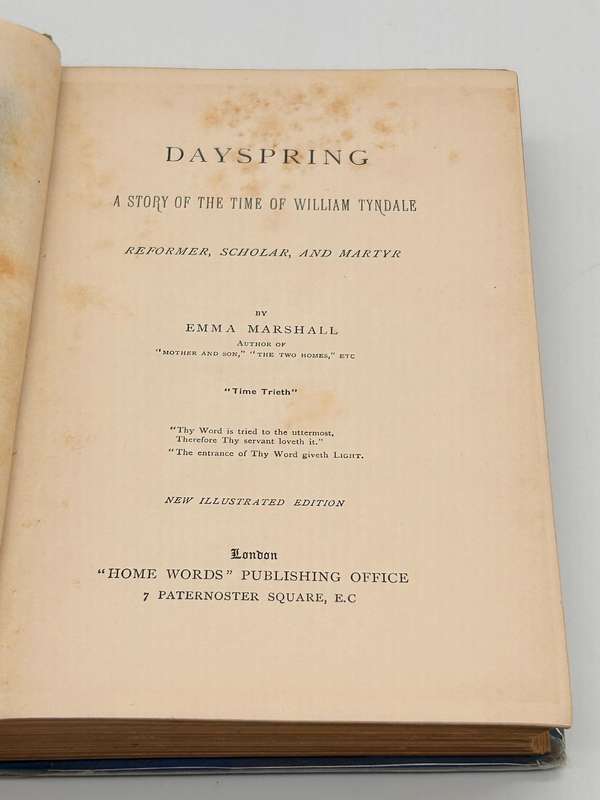 DAYSPRING
A STORY OF THE TIME OF WILLIAM TYNDALE
REFORMER, SCHOLAR, AND MARTYR
BY
EMMA MARSHALL
AUTHOR OF
"MOTHER AND SON," "THE TWO HOMES," ETC
"Time Trieth"
"Thy Word is tried to the uttermost,
Therefore Thy servant loveth it."
"The entrance of Thy Word giveth LIGHT.
NEW ILLUSTRATED EDITION
London
"HOME WORDS" PUBLISHING OFFICE
7 PATERNOSTER SQUARE, E.C